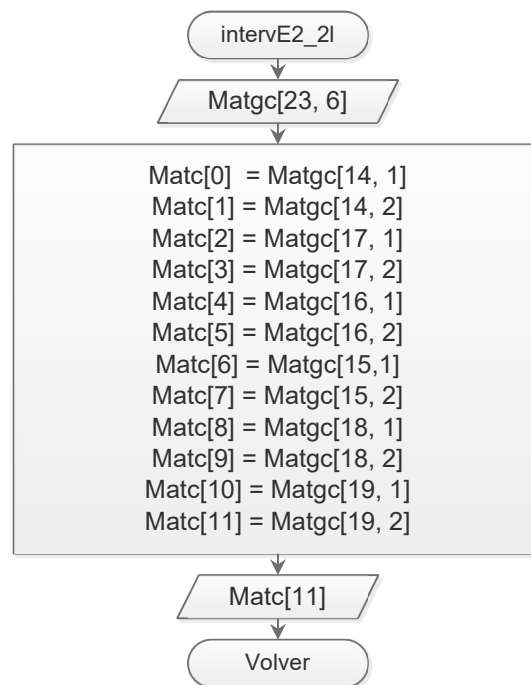 intervE2_2l
Matgc[23, 6]
Matc[0]  = Matgc[14, 1]
Matc[1] = Matgc[14, 2]
Matc[2] = Matgc[17, 1]
Matc[3] = Matgc[17, 2]
Matc[4] = Matgc[16, 1]
Matc[5] = Matgc[16, 2]
Matc[6] = Matgc[15,1]
Matc[7] = Matgc[15, 2]
Matc[8] = Matgc[18, 1]
Matc[9] = Matgc[18, 2]
Matc[10] = Matgc[19, 1]
Matc[11] = Matgc[19, 2]
Matc[11]
Volver